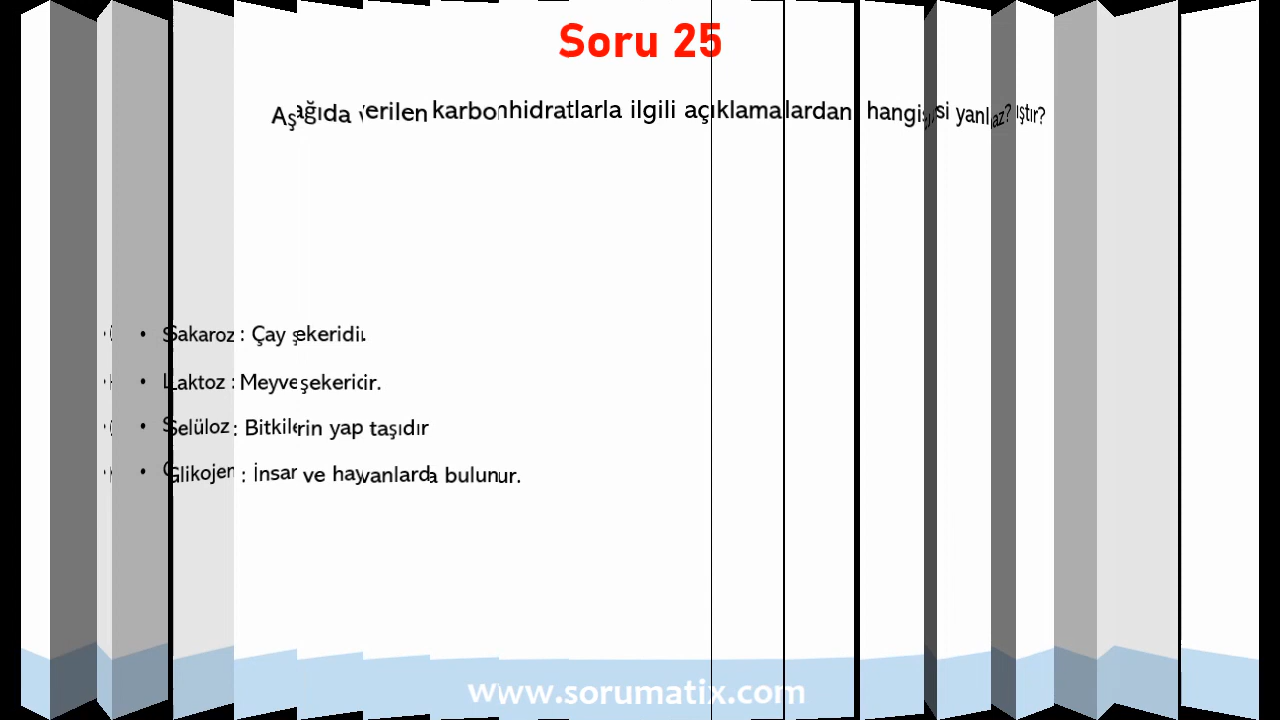 Soru 25
Aşağıda verilen karbonhidratlarla ilgili açıklamalardan hangisi yanlıştır?
• Sakaroz : Çay şekeridir.
• Laktoz : Meyve şekeridir.
• Selüloz : Bitkilerin yap taşıdır
• Glikojen : İnsan ve hayvanlarda bulunur.
www.sorumatix.com